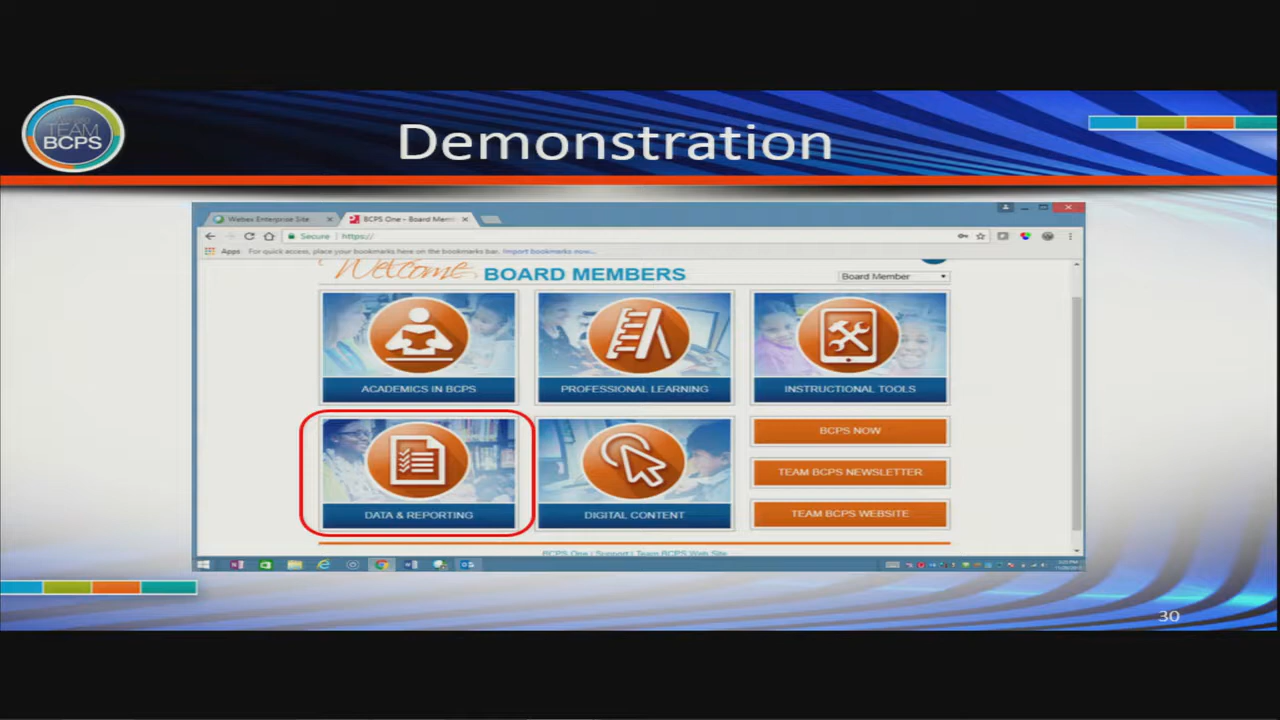 TEAM
BCPS
Demonstration
Webex Enterprise Site
BCPS One - Board Mem
Secure
https://
Apps
For quick access, place your bookmarks here on the bookmarks bar. Import bookmarks now...
Welcome BOARD MEMBERS
Board Member
ACADEMICS IN BCPS
PROFESSIONAL LEARNING
INSTRUCTIONAL TOOLS
DATA & REPORTING
DIGITAL CONTENT
BCPS NOW
TEAM BCPS NEWSLETTER
TEAM BCPS WEBSITE
BCPS One | Support | Team BCPS Web Site
30